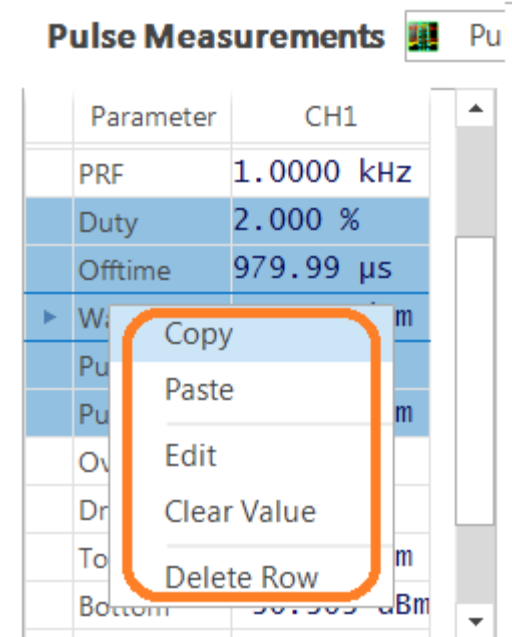 Pulse Measurements Pu
Parameter CH1
PRF 1.0000 kHz
Duty 2.000 %
Offtime 979.99 µs
Copy
Paste
Edit
Clear Value
Delete Row
Bottom dBm